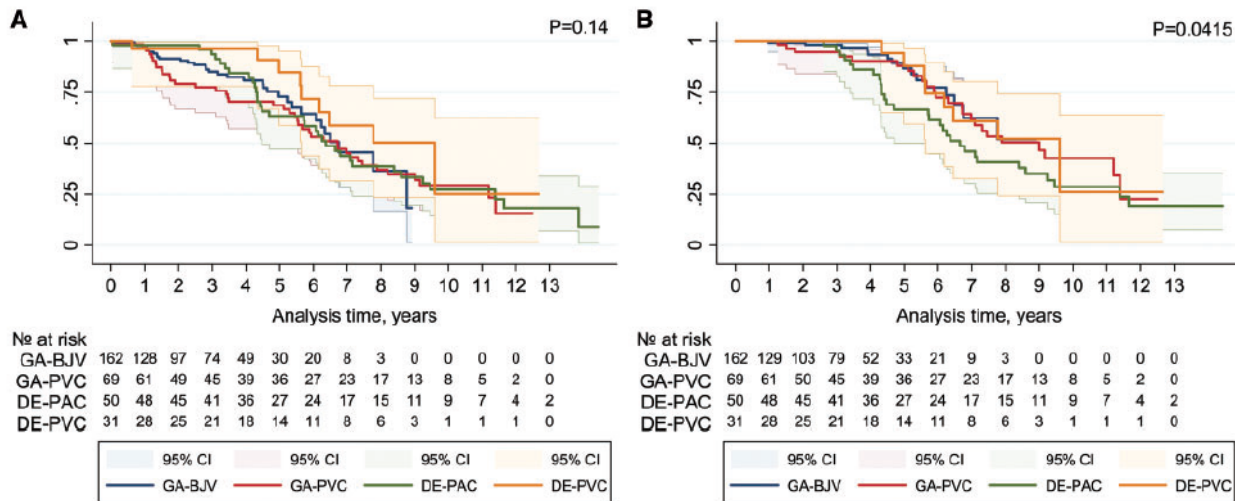 A
P=0.14
1
.75
.5
.25
0
0 1 2 3 4 5 6 7 8 9 10 11 12 13
Analysis time, years
№ at risk
GA-BJV 162 128 97 74 49 30 20 8 3 0 0 0 0 0
GA-PVC 69 61 49 45 39 36 27 23 17 13 8 5 2 0
DE-PAC 50 48 45 41 36 27 24 17 15 11 9 7 4 2
DE-PVC 31 28 25 21 18 14 11 8 6 3 1 1 1 0
95% CI 95% CI 95% CI 95% CI
GA-BJV GA-PVC DE-PAC DE-PVC
B
P=0.0415
1
.75
.5
.25
0
0 1 2 3 4 5 6 7 8 9 10 11 12 13
Analysis time, years
№ at risk
GA-BJV 162 129 103 79 52 33 21 9 3 0 0 0 0 0
GA-PVC 69 61 50 45 39 36 27 23 17 13 8 5 2 0
DE-PAC 50 48 45 41 36 27 24 17 15 11 9 7 4 2
DE-PVC 31 28 25 21 18 14 11 8 6 3 1 1 1 0
95% CI 95% CI 95% CI 95% CI
GA-BJV GA-PVC DE-PAC DE-PVC